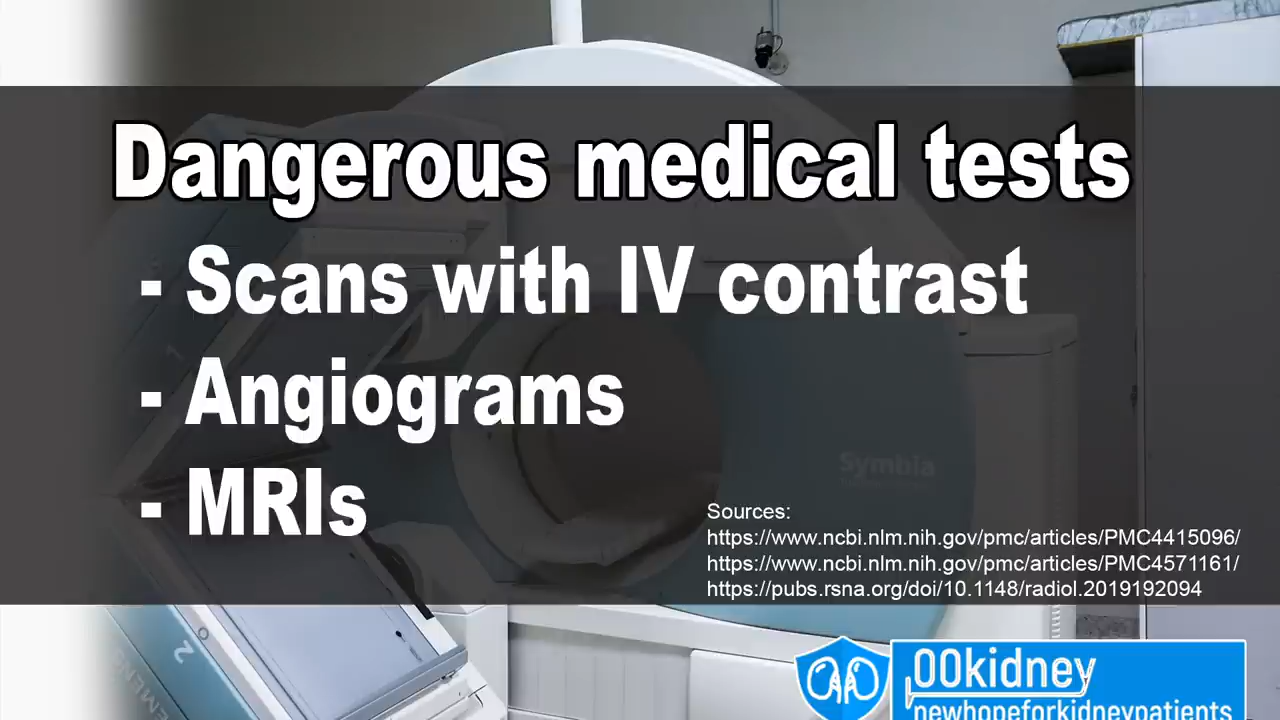 Dangerous medical tests
- Scans with IV contrast
- Angiograms
- MRIs
Symbia
Sources:
https://www.ncbi.nlm.nih.gov/pmc/articles/PMC4415096/
https://www.ncbi.nlm.nih.gov/pmc/articles/PMC4571161/
https://pubs.rsna.org/doi/10.1148/radiol.2019192094
2
00kidney
newhopeforkidneypatients